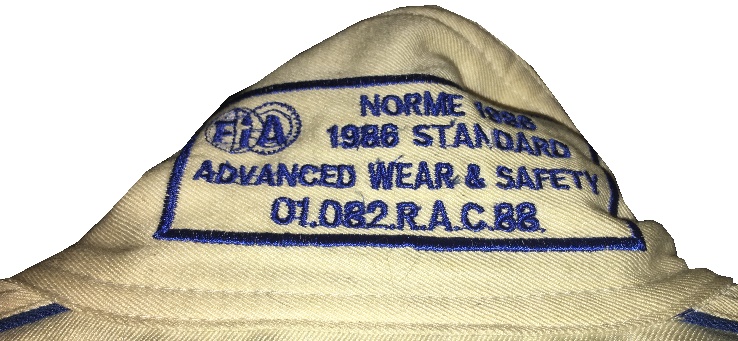 FIA
NORME 1986
1986 STANDARD
ADVANCED WEAR & SAFETY
01.082.R.A.C.88